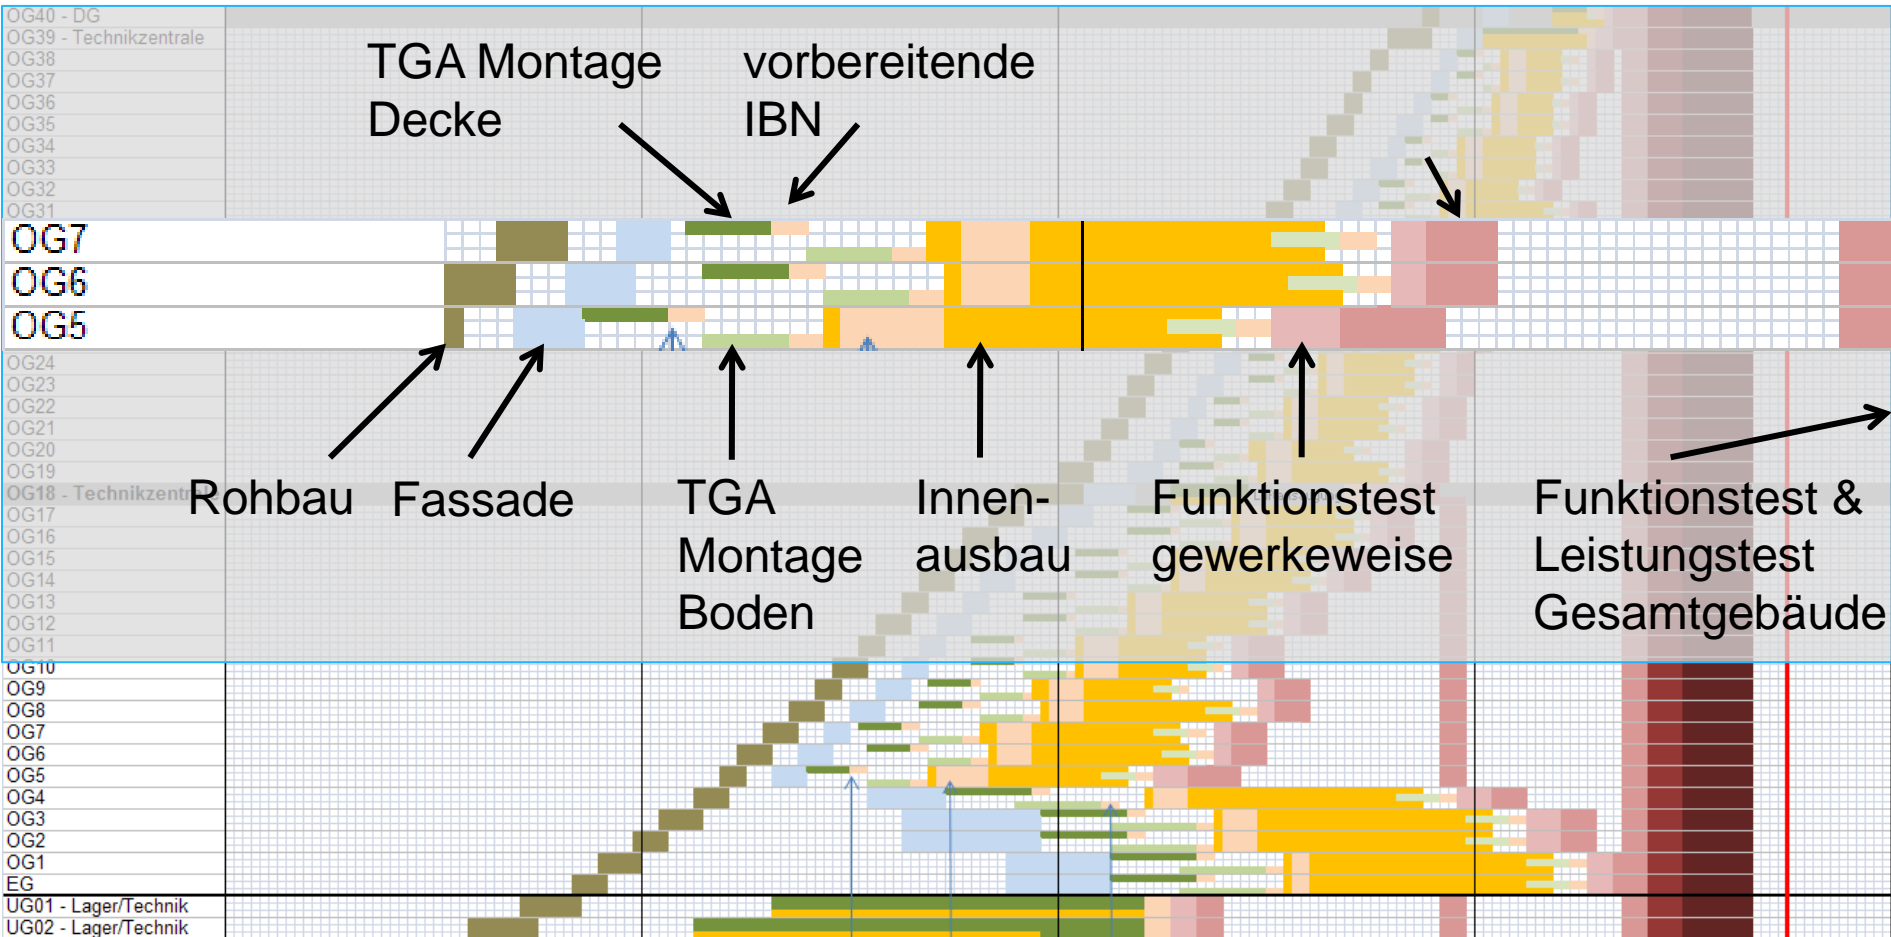 OG40 - DG
OG39 - Technikzentrale
OG38
OG37
OG36
OG35
OG34
OG33
OG32
OG31
TGA Montage
Decke
vorbereitende
IBN
OG7
OG6
OG5
OG24
OG23
OG22
OG21
OG20
OG19
OG18 - Technikzentrale
OG17
OG16
OG15
OG14
OG13
OG12
OG11
Rohbau
Fassade
TGA
Montage
Boden
Innen-
ausbau
Funktionstest
gewerkeweise
Funktionstest &
Leistungstest
Gesamtgebäude
OG10
OG9
OG8
OG7
OG6
OG5
OG4
OG3
OG2
OG1
EG
UG01 - Lager/Technik
UG02 - Lager/Technik